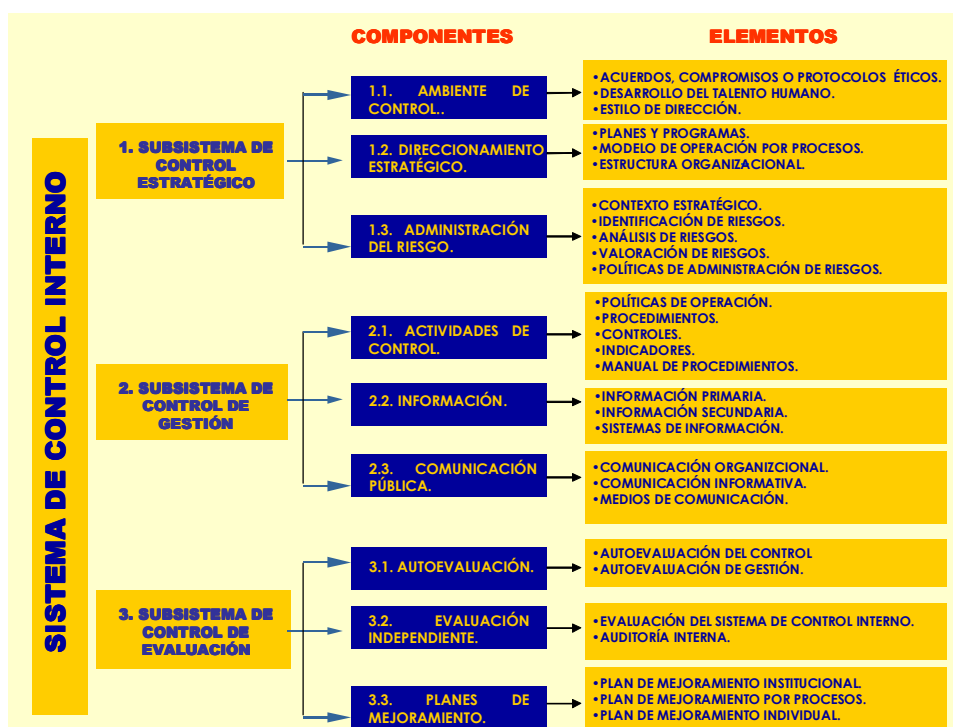 COMPONENTES
ELEMENTOS
SISTEMA DE CONTROL INTERNO
1. SUBSISTEMA DE
CONTROL
ESTRATÉGICO
1.1. AMBIENTE DE
CONTROL..
•ACUERDOS, COMPROMISOS O PROTOCOLOS ÉTICOS.
•DESARROLLO DEL TALENTO HUMANO.
•ESTILO DE DIRECCIÓN.
1.2. DIRECCIONAMIENTO
ESTRATÉGICO.
•PLANES Y PROGRAMAS.
•MODELO DE OPERACIÓN POR PROCESOS.
•ESTRUCTURA ORGANIZACIONAL.
1.3. ADMINISTRACIÓN
DEL RIESGO.
•CONTEXTO ESTRATÉGICO.
•IDENTIFICACIÓN DE RIESGOS.
•ANÁLISIS DE RIESGOS.
•VALORACIÓN DE RIESGOS.
•POLÍTICAS DE ADMINISTRACIÓN DE RIESGOS.
2. SUBSISTEMA DE
CONTROL DE
GESTIÓN
2.1. ACTIVIDADES DE
CONTROL.
•POLÍTICAS DE OPERACIÓN.
•PROCEDIMIENTOS.
•CONTROLES.
•INDICADORES.
•MANUAL DE PROCEDIMIENTOS.
2.2. INFORMACIÓN.
•INFORMACIÓN PRIMARIA.
•INFORMACIÓN SECUNDARIA.
•SISTEMAS DE INFORMACIÓN.
2.3. COMUNICACIÓN
PÚBLICA.
•COMUNICACIÓN ORGANIZCIONAL.
•COMUNICACIÓN INFORMATIVA.
•MEDIOS DE COMUNICACIÓN.
3. SUBSISTEMA DE
CONTROL DE
EVALUACIÓN
3.1. AUTOEVALUACIÓN.
•AUTOEVALUACIÓN DEL CONTROL
•AUTOEVALUACIÓN DE GESTIÓN.
3.2. EVALUACIÓN
INDEPENDIENTE.
•EVALUACIÓN DEL SISTEMA DE CONTROL INTERNO.
•AUDITORÍA INTERNA.
3.3. PLANES DE
MEJORAMIENTO.
•PLAN DE MEJORAMIENTO INSTITUCIONAL.
•PLAN DE MEJORAMIENTO POR PROCESOS.
•PLAN DE MEJORAMIENTO INDIVIDUAL.